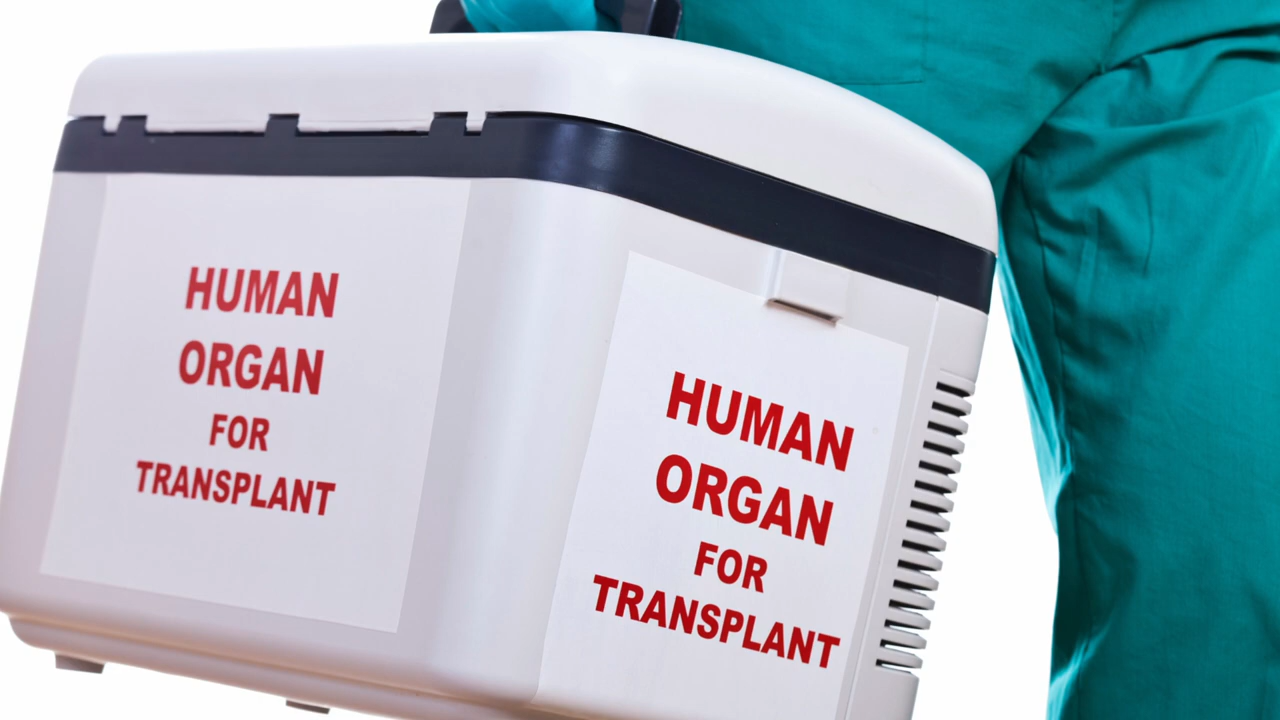 HUMAN
ORGAN
FOR
TRANSPLANT
HUMAN
ORGAN
FOR
TRANSPLANT